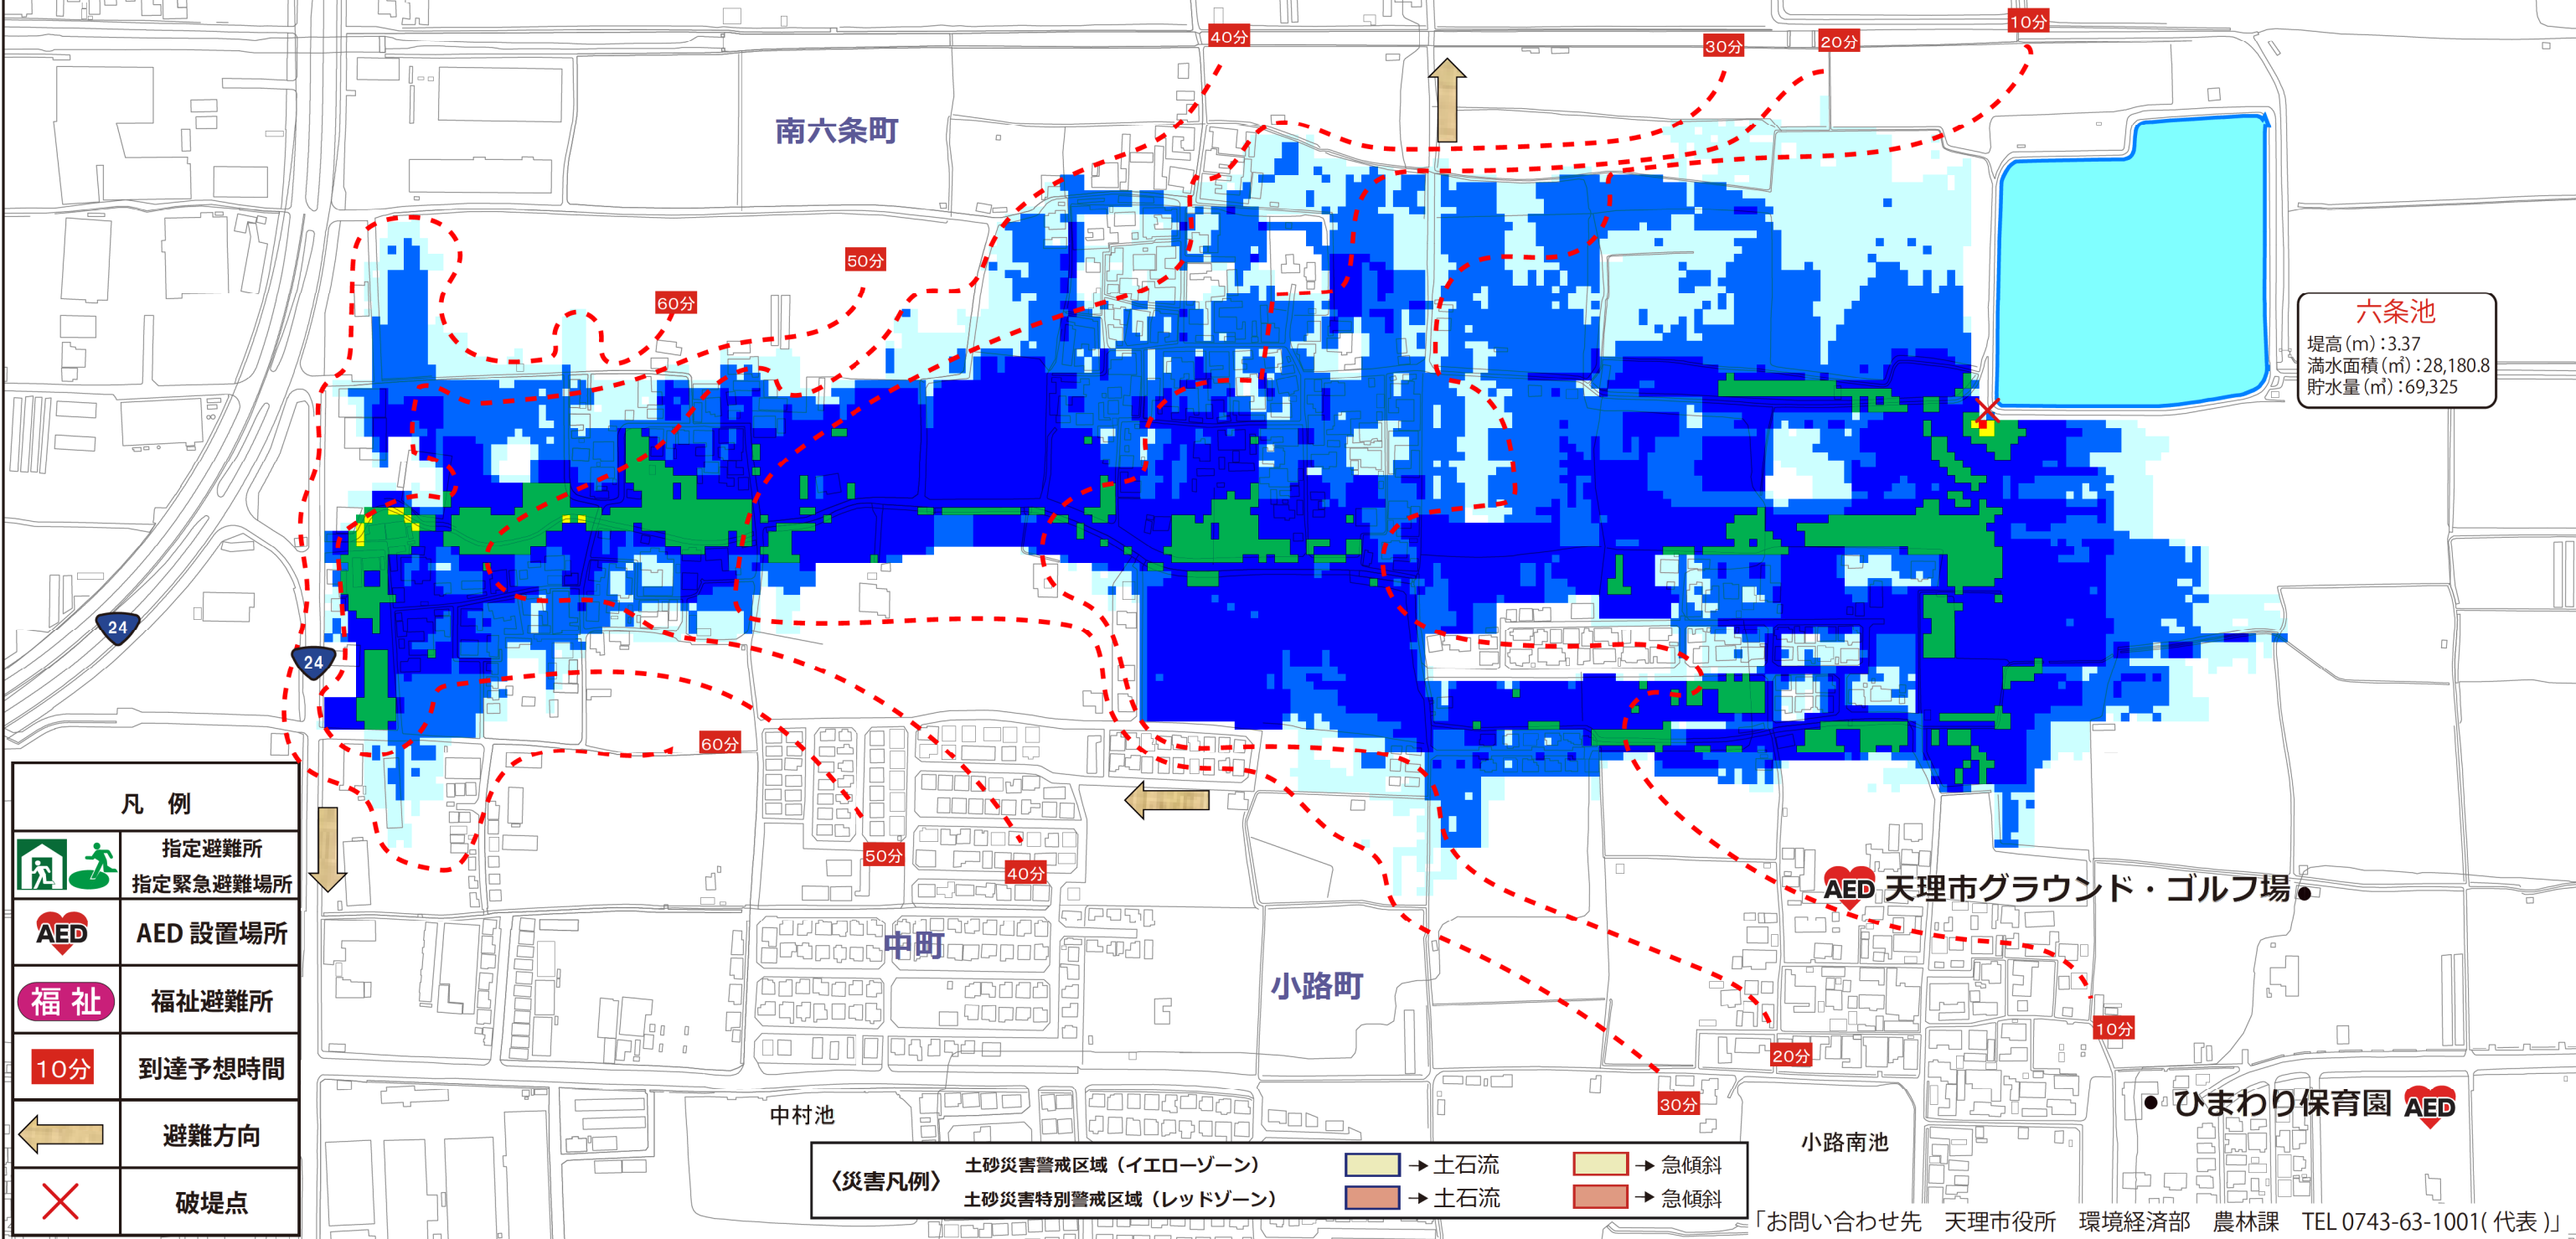 40分
30分
20分
10分
南六条町
50分
60分
六条池
堤高(m):3.37
満水面積(㎡):28,180.8
貯水量(㎥):69,325
24
24
60分
50分
40分
凡 例
指定避難所
指定緊急避難場所
AED
AED 設置場所
福 祉
福祉避難所
10分
到達予想時間
避難方向
破堤点
AED 天理市グラウンド・ゴルフ場
中町
小路町
10分
20分
30分
ひまわり保育園 AED
中村池
小路南池
〈災害凡例〉
土砂災害警戒区域(イエローゾーン) →土石流 →急傾斜
土砂災害特別警戒区域(レッドゾーン) →土石流 →急傾斜
「お問い合わせ先 天理市役所 環境経済部 農林課 TEL 0743-63-1001(代表)」